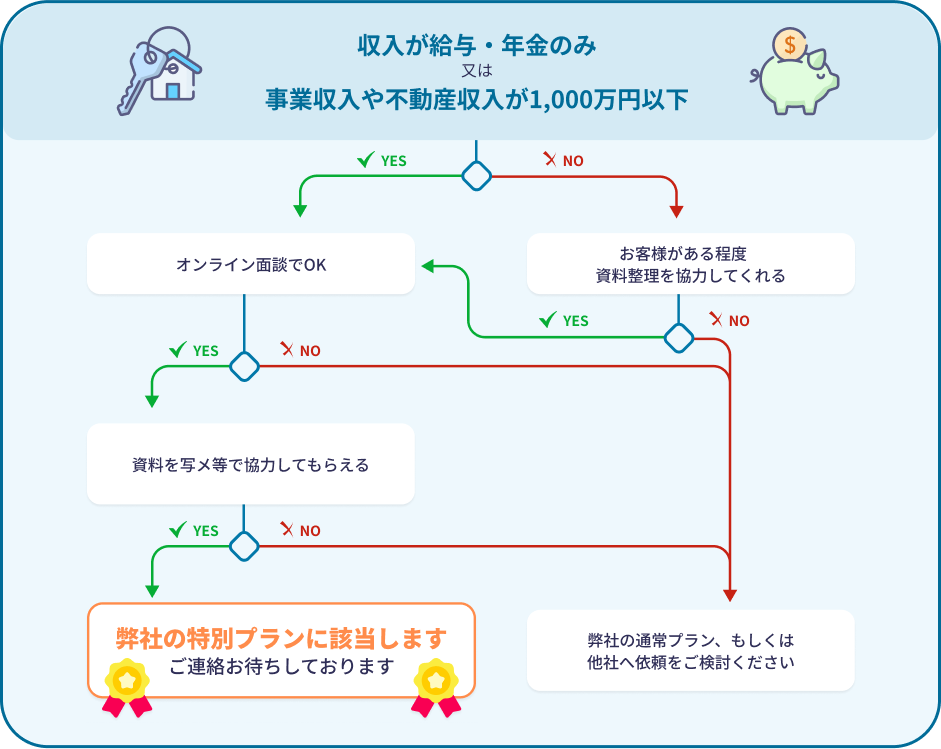 収入が給与・年金のみ
又は
事業収入や不動産収入が1,000万円以下
YES
NO
オンライン面談でOK
お客様がある程度
資料整理を協力してくれる
YES
NO
YES
NO
資料を写メ等で協力してもらえる
YES
NO
弊社の特別プランに該当します
ご連絡お待ちしております
弊社の通常プラン、もしくは
他社へ依頼をご検討ください
$